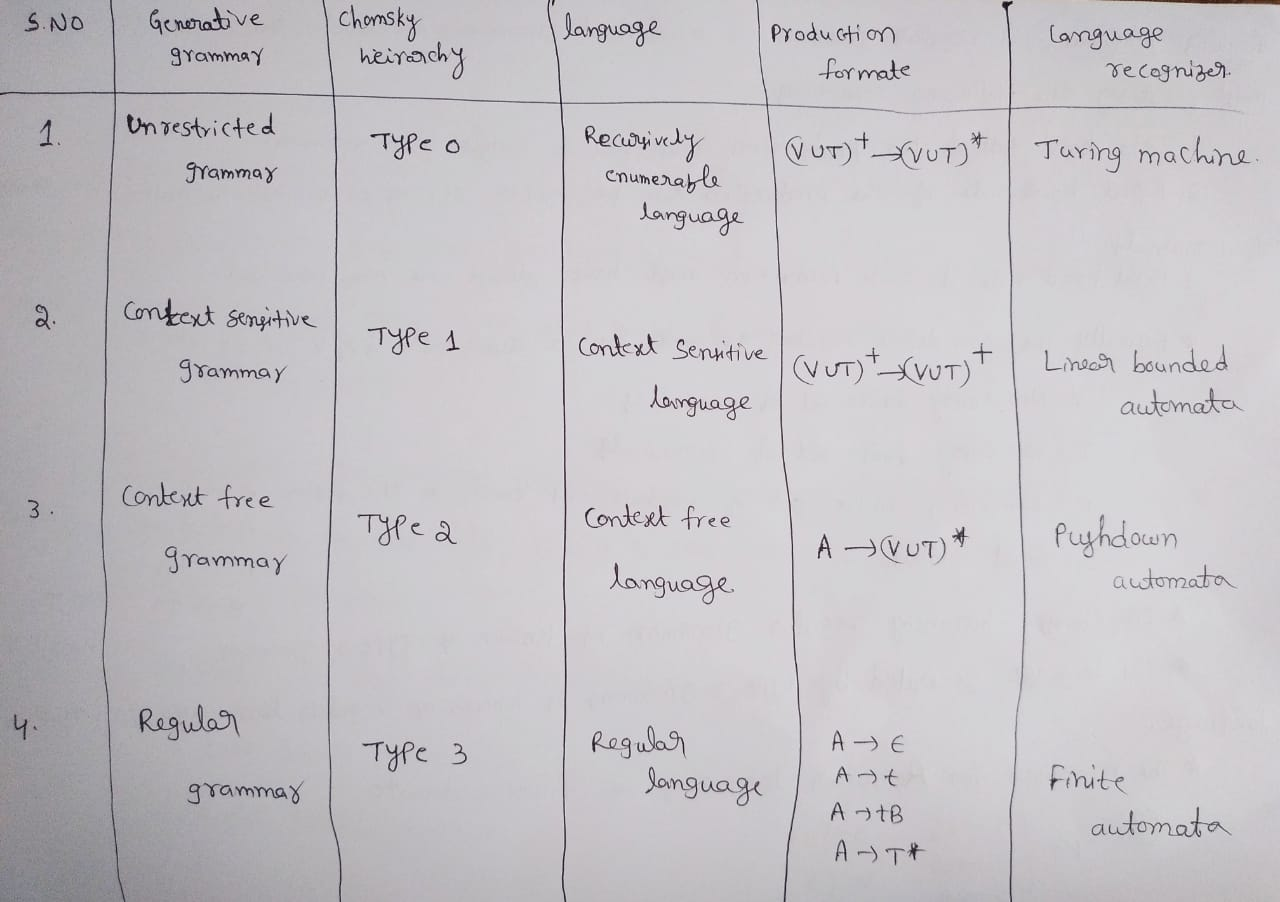 S.NO
Generative
grammar
Chomsky
heirarchy
language
Production
formate
Language
recognizer.
1.
Unrestricted
grammar
TYPE 0
Recursively
enumerable
language
(VUT)⁺→(VUT)*
Turing machine.
2.
Context sensitive
grammar
TYPE 1
Context Sensitive
language
(VUT)⁺→(VUT)⁺
Linear bounded
automata
3.
Context free
grammar
TYPE 2
Context free
language
A →(VUT)*
Pushdown
automata
4.
Regular
grammar
TYPE 3
Regular
language
A → ϵ
A → t
A → tB
A → T*
Finite
automata